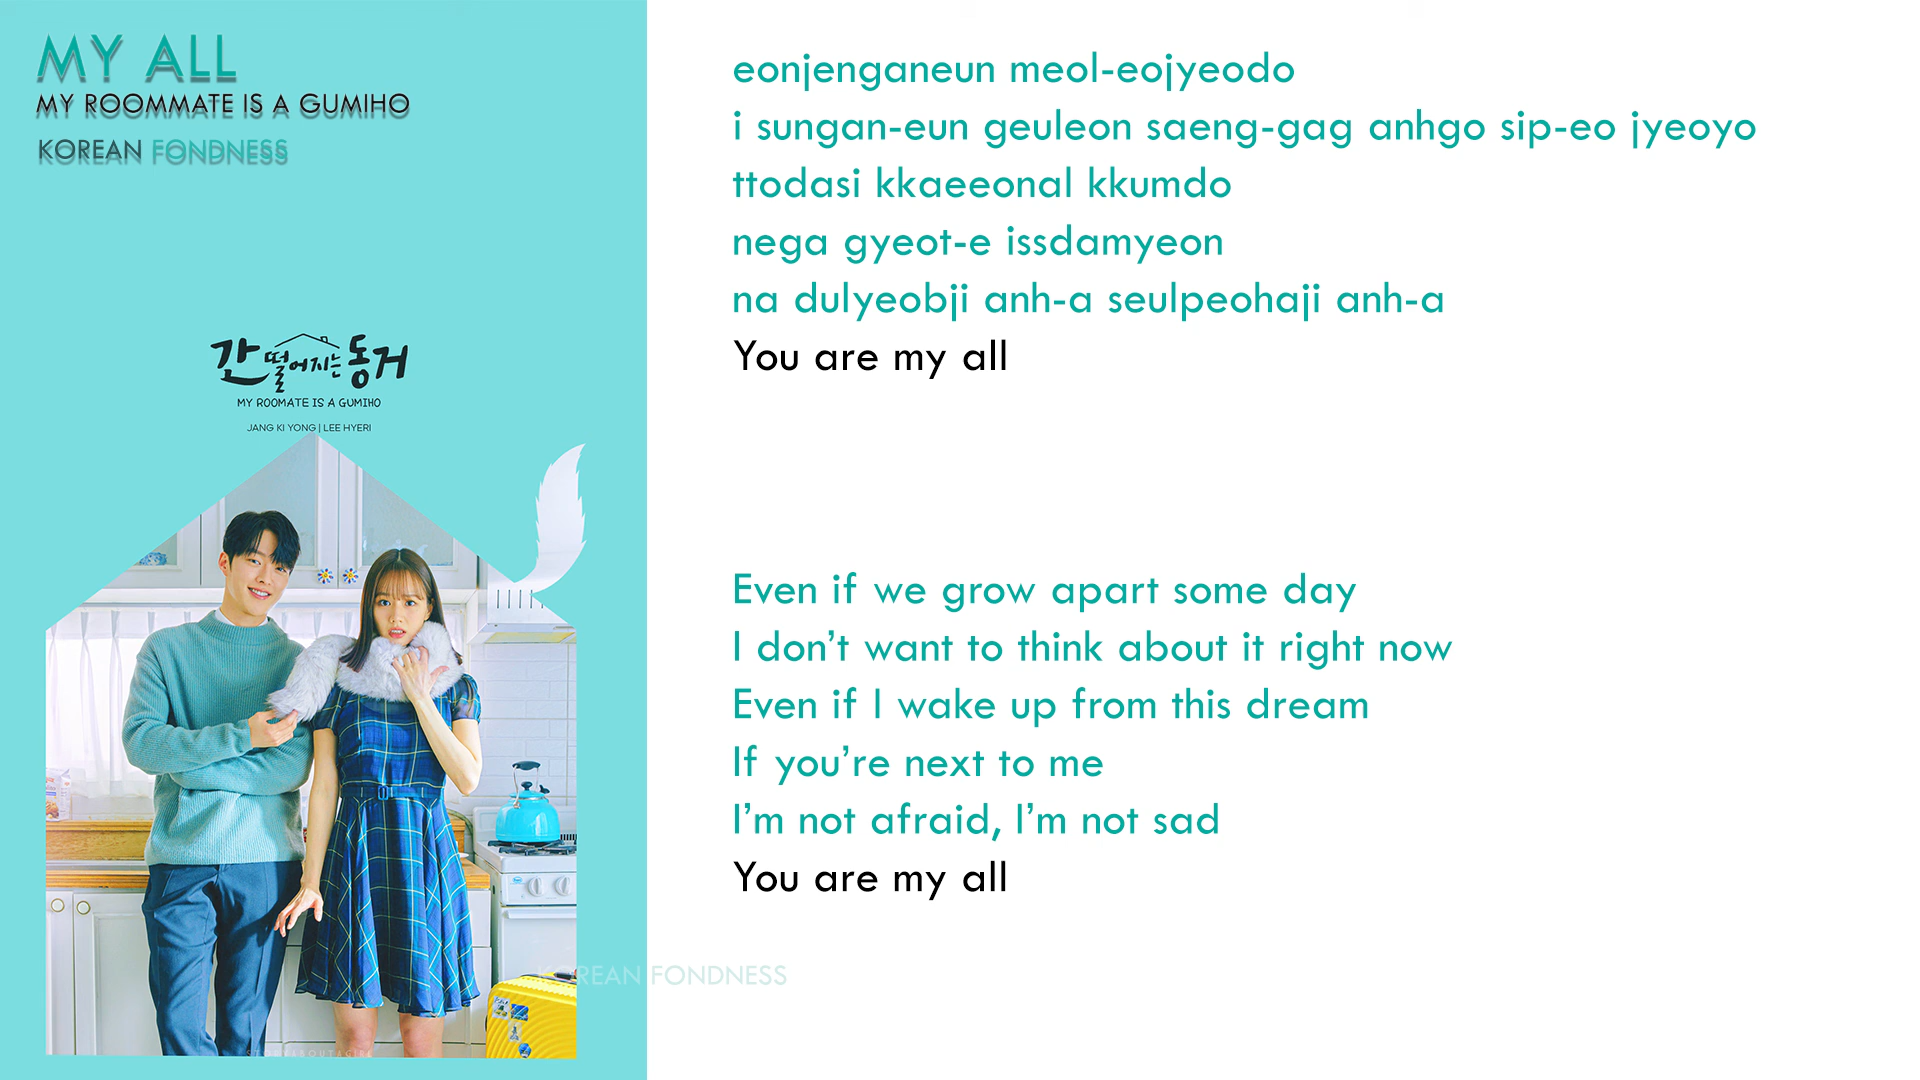 MY ALL
MY ROOMMATE IS A GUMIHO
KOREAN FONDNESS
간 떨어지는 동거
MY ROOMATE IS A GUMIHO
JANG KI YONG | LEE HYERI
eonjenganeun meol-eojyeodo
i sungan-eun geuleon saeng-gag anhgo sip-eo jyeoyo
ttodasi kkaeeonal kkumdo
nega gyeot-e issdamyeon
na dulyeobji anh-a seulpeohaji anh-a
You are my all
Even if we grow apart some day
I don’t want to think about it right now
Even if I wake up from this dream
If you’re next to me
I’m not afraid, I’m not sad
You are my all
KOREAN FONDNESS